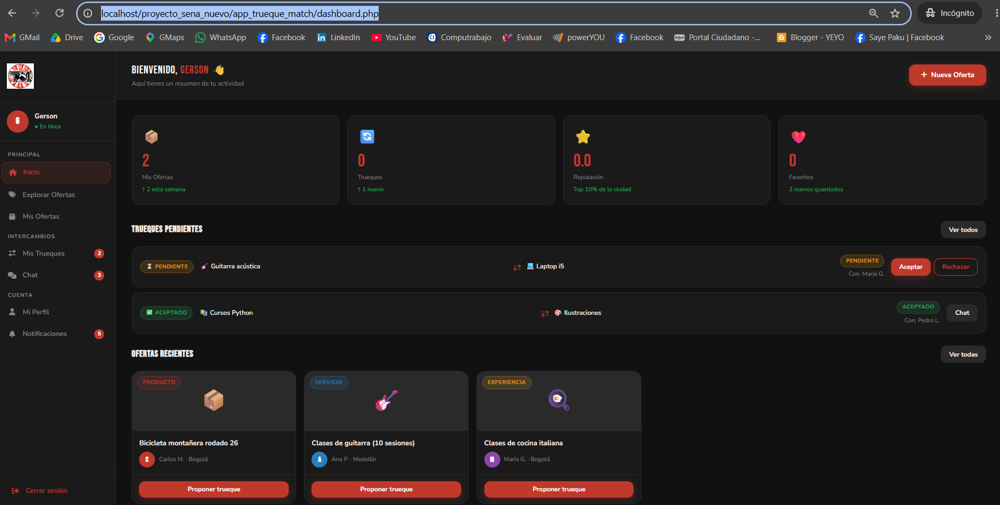 localhost/proyecto_sena_nuevo/app_trueque_match/dashboard.php
Incógnito
GMail
Drive
Google
GMaps
WhatsApp
Facebook
LinkedIn
YouTube
Computrabajo
Evaluar
powerYOU
Facebook
Portal Ciudadano -...
Blogger - YEYO
Saye Paku | Facebook
TM
G
Gerson
● En línea
PRINCIPAL
Inicio
Explorar Ofertas
Mis Ofertas
INTERCAMBIOS
Mis Trueques 2
Chat 3
CUENTA
Mi Perfil
Notificaciones 5
Cerrar sesión
BIENVENIDO, GERSON 👋
Aquí tienes un resumen de tu actividad
+ Nueva Oferta
2
Mis Ofertas
↑ 2 esta semana
0
Trueques
↑ 1 nuevo
0.0
Reputación
Top 10% de la ciudad
0
Favoritos
3 nuevos guardados
TRUEQUES PENDIENTES
Ver todos
⏳ PENDIENTE 🎸 Guitarra acústica ⇄ 💻 Laptop i5
PENDIENTE
Con: María G.
Aceptar
Rechazar
✅ ACEPTADO 📚 Cursos Python ⇄ 🎨 Ilustraciones
ACEPTADO
Con: Pedro L.
Chat
OFERTAS RECIENTES
Ver todas
PRODUCTO
Bicicleta montañera rodado 26
C
Carlos M. · Bogotá
Proponer trueque
SERVICIO
Clases de guitarra (10 sesiones)
A
Ana P. · Medellín
Proponer trueque
EXPERIENCIA
Clases de cocina italiana
M
María G. · Bogotá
Proponer trueque